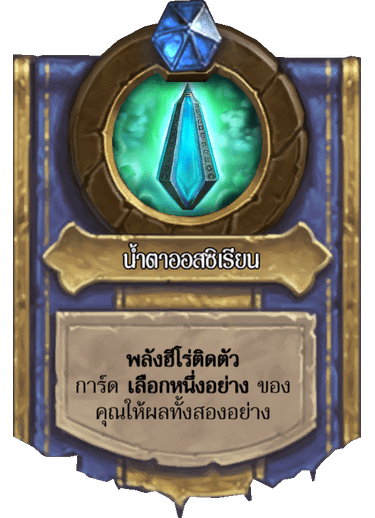 น้ำตาออสซิเรียน
พลังฮีโร่ติดตัว
การ์ด เลือกหนึ่งอย่าง ของ
คุณให้ผลทั้งสองอย่าง